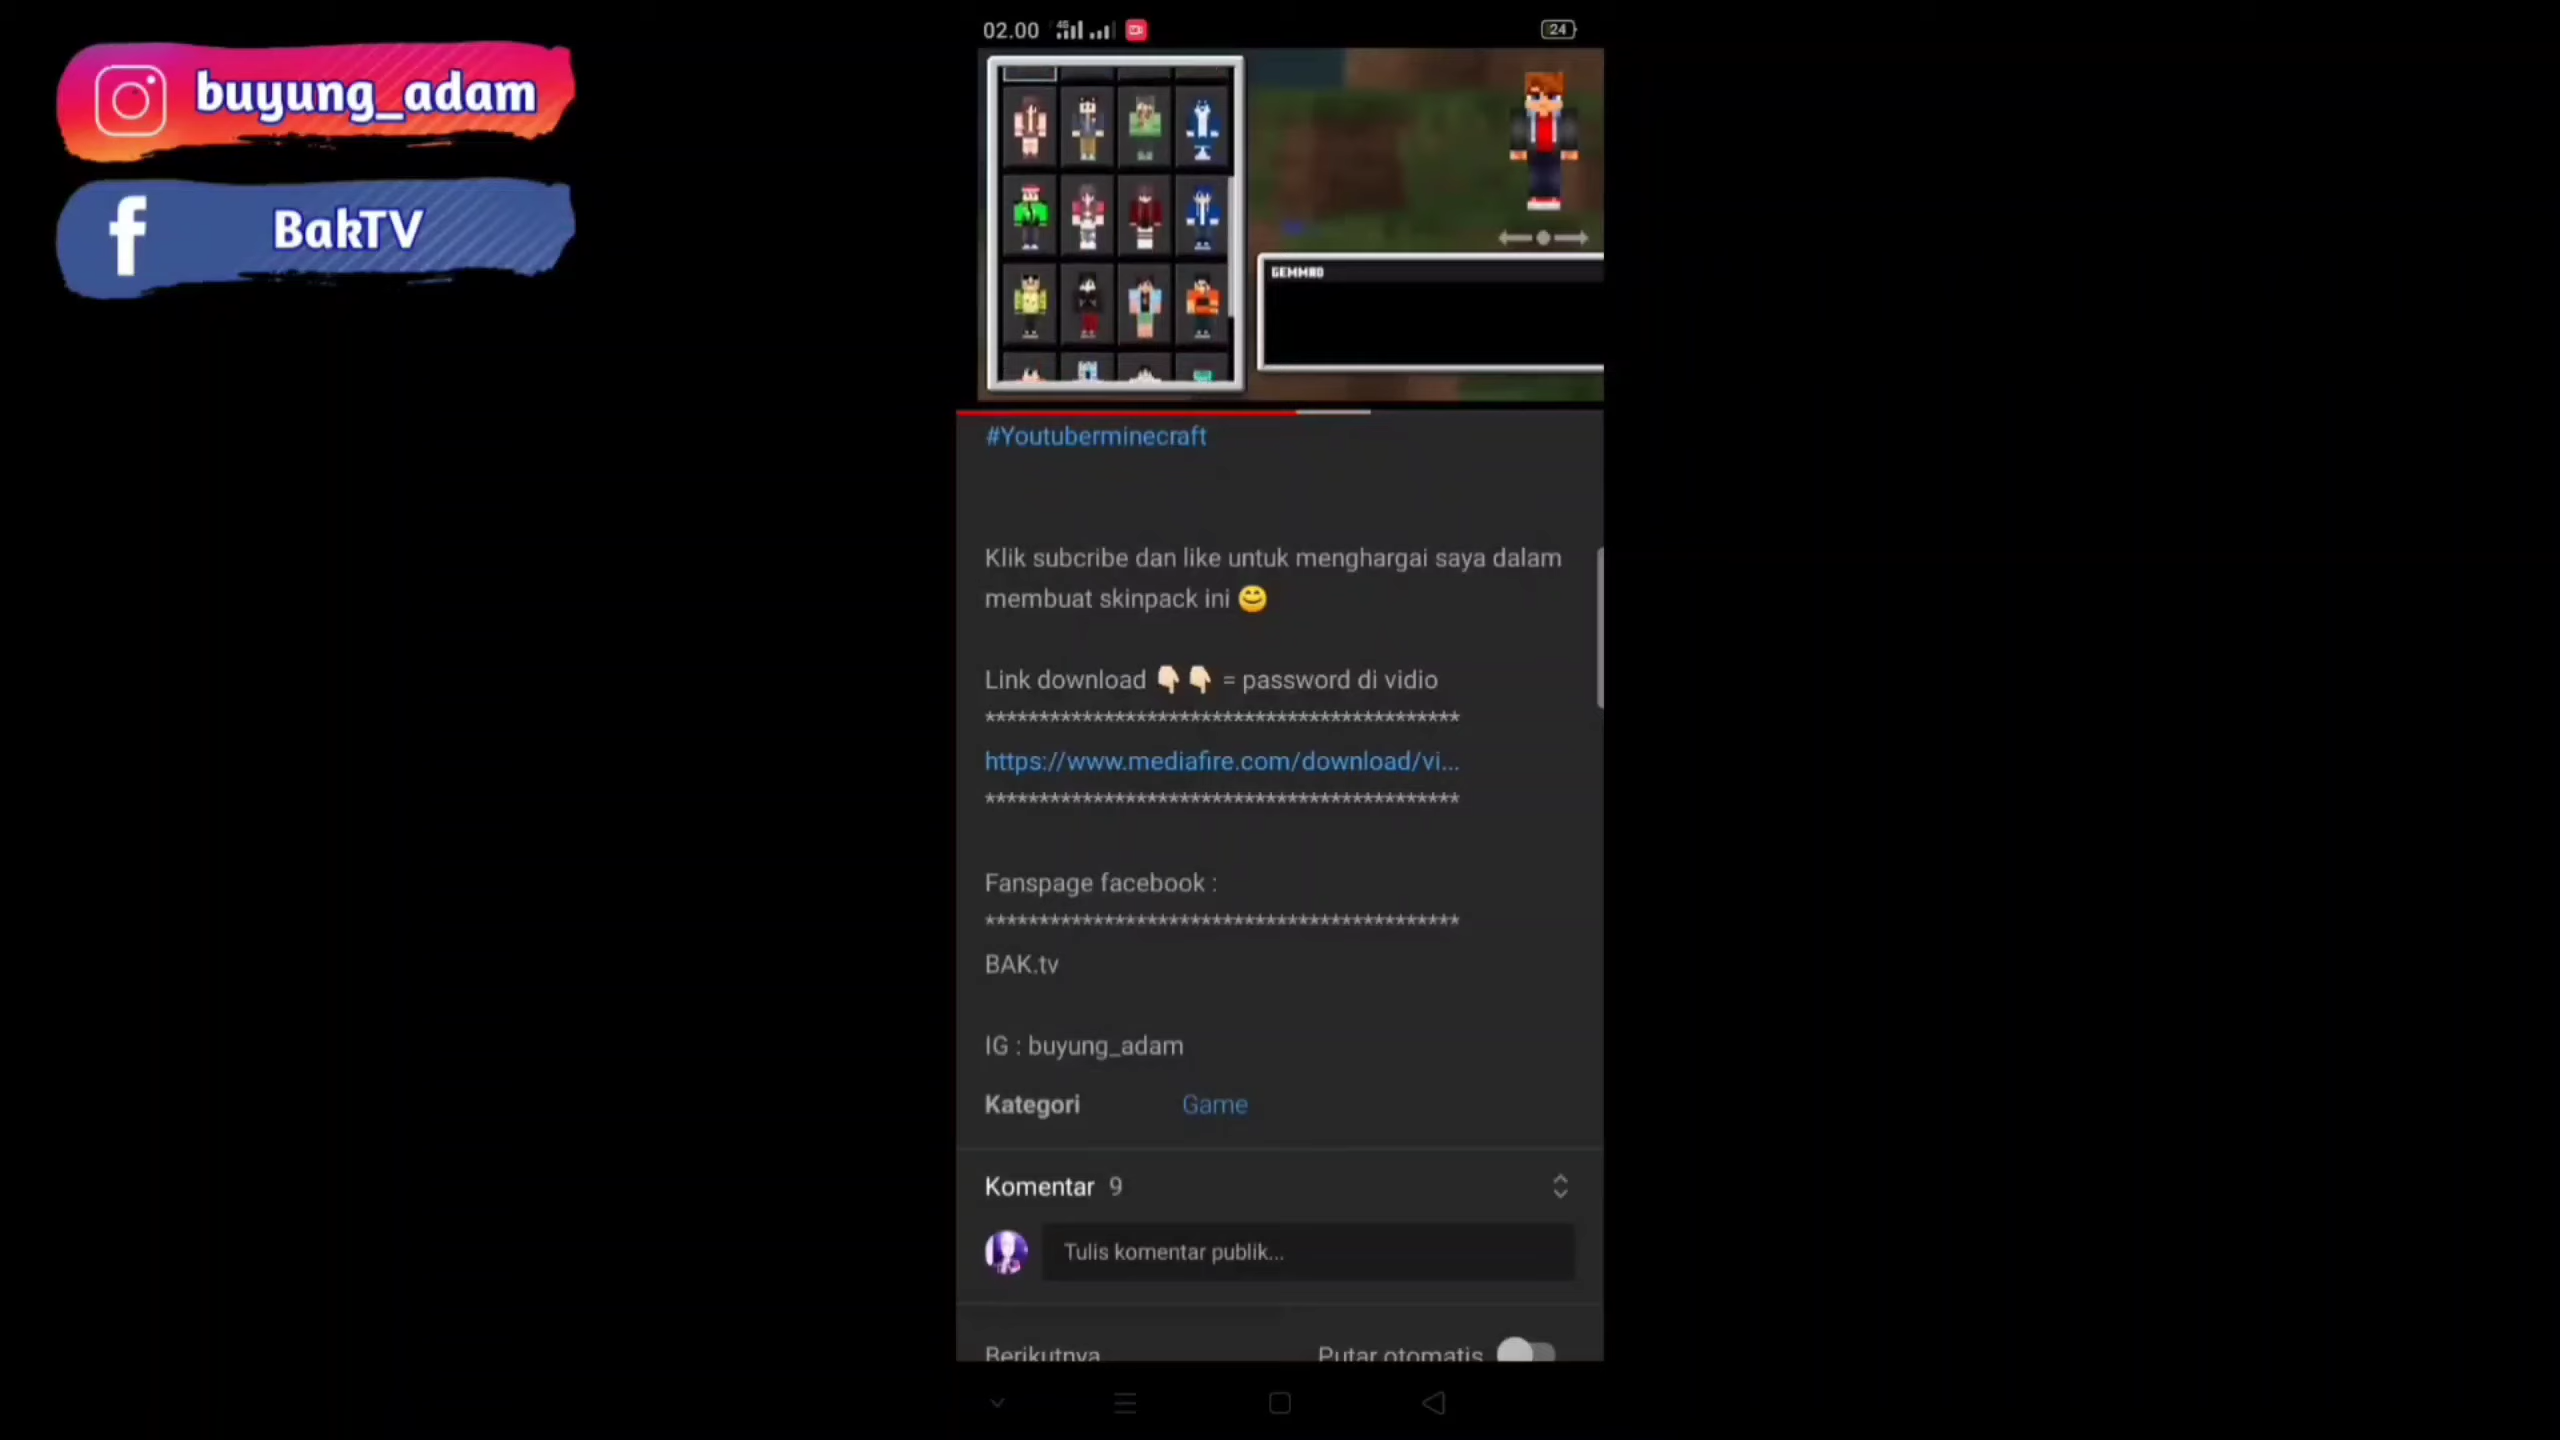 buyung_adam
BakTV
02.00
4G
24
GEMMAD
#Youtuberminecraft
Klik subcribe dan like untuk menghargai saya dalam
membuat skinpack ini 😊
Link download 👇🏻👇🏻 = password di vidio
********************************************
https://www.mediafire.com/download/vi...
********************************************
Fanspage facebook :
********************************************
BAK.tv
IG : buyung_adam
Kategori Game
Komentar 9
Tulis komentar publik...
Berikutnya Putar otomatis